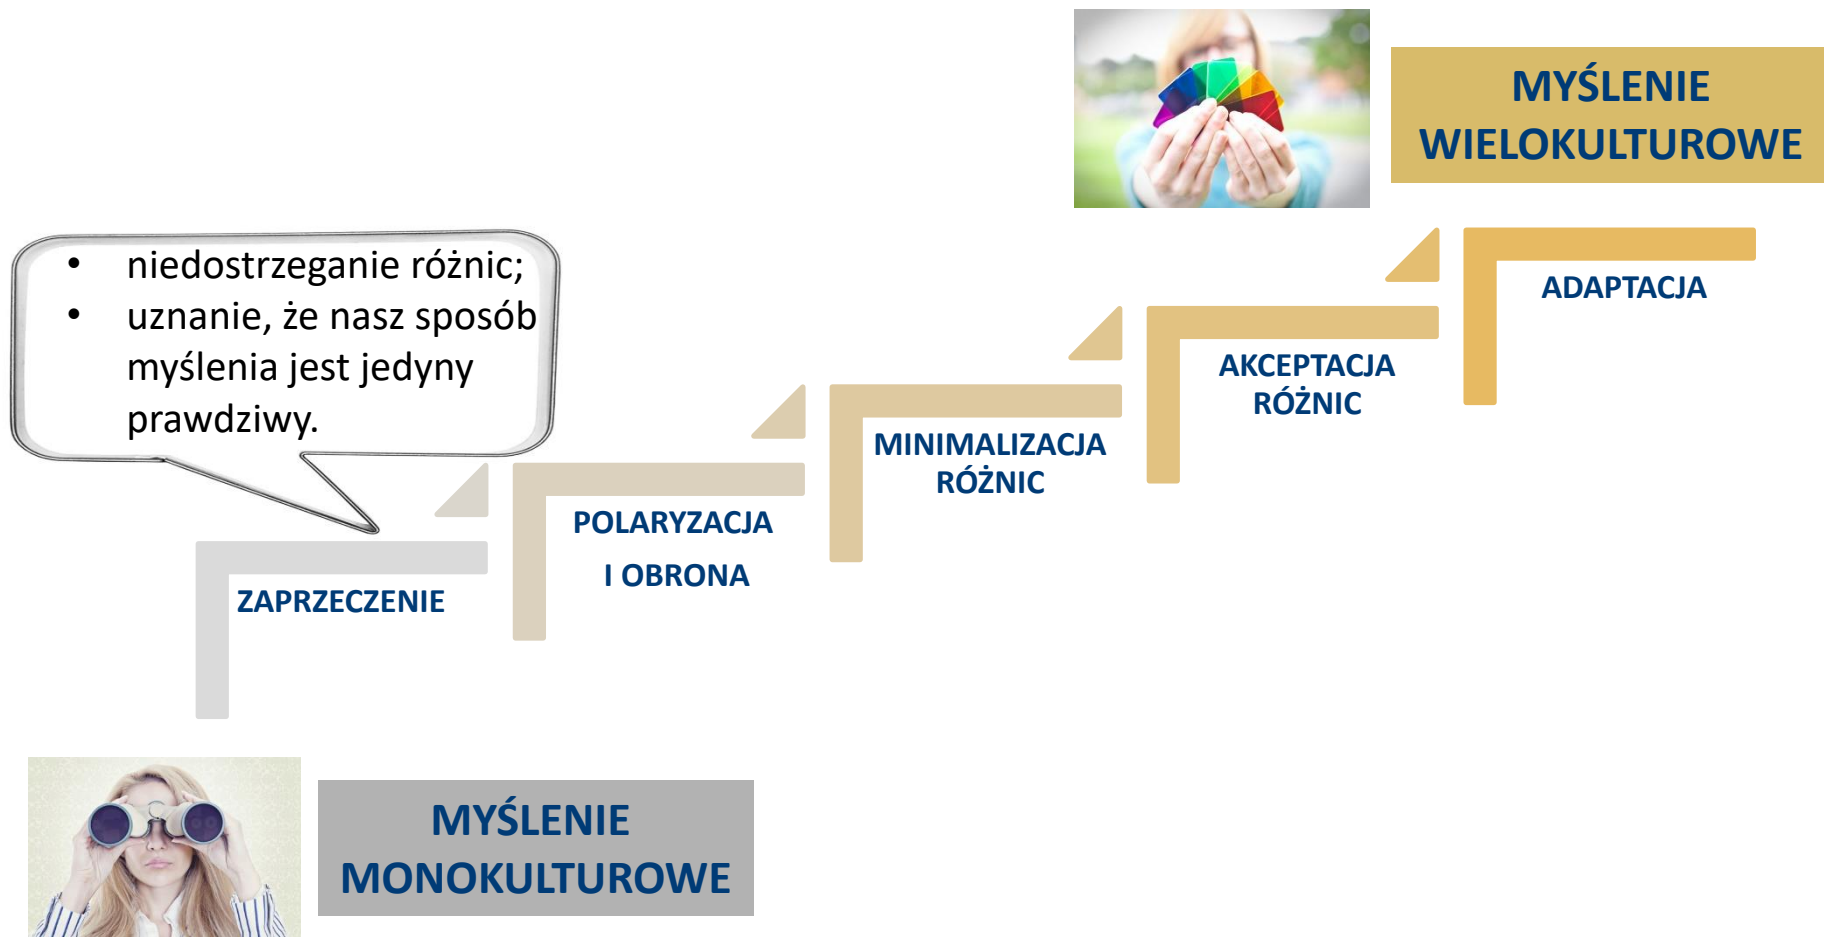 MYŚLENIE
WIELOKULTUROWE
• niedostrzeganie różnic;
• uznanie, że nasz sposób
myślenia jest jedyny
prawdziwy.
ADAPTACJA
AKCEPTACJA
RÓŻNIC
MINIMALIZACJA
RÓŻNIC
POLARYZACJA
I OBRONA
ZAPRZECZENIE
MYŚLENIE
MONOKULTUROWE